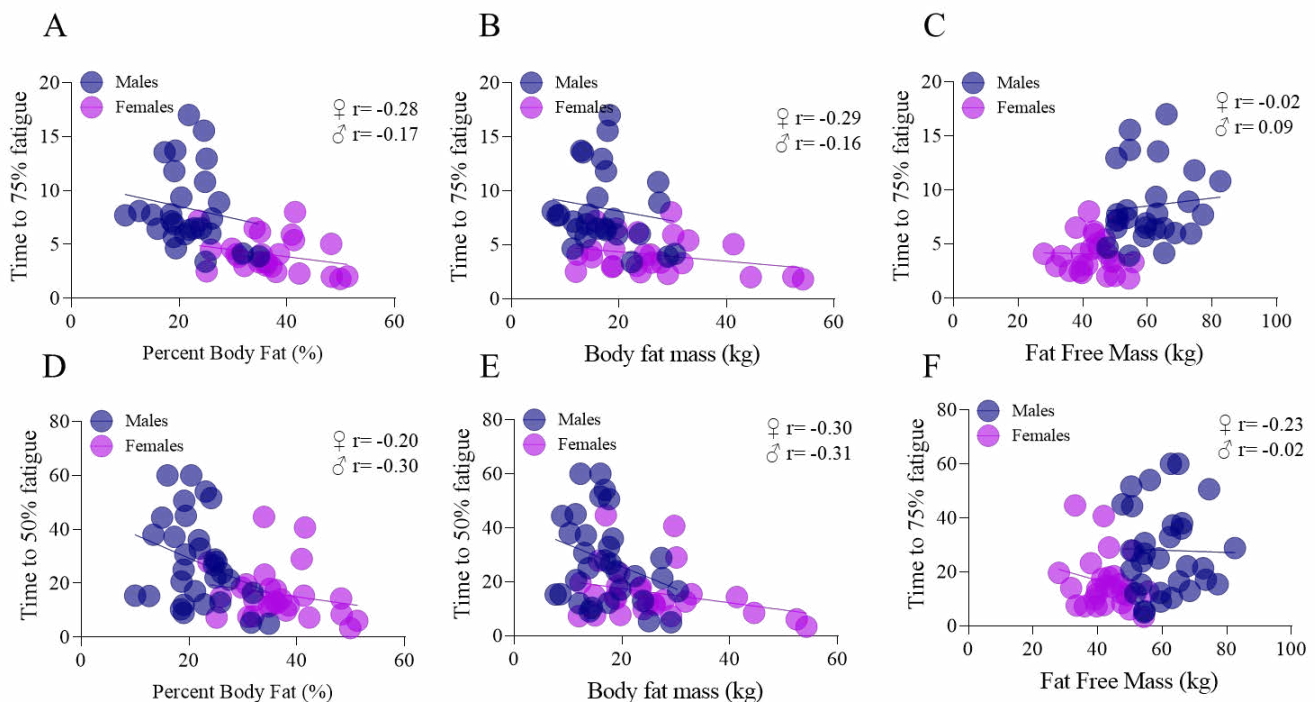 A
Males
Females
♀ r= -0.28
♂ r= -0.17
Time to 75% fatigue
20
15
10
5
0
0 20 40 60
Percent Body Fat (%)
B
Males
Females
♀ r= -0.29
♂ r= -0.16
Time to 75% fatigue
20
15
10
5
0
0 20 40 60
Body fat mass (kg)
C
Males
Females
♀ r= -0.02
♂ r= 0.09
Time to 75% fatigue
20
15
10
5
0
0 20 40 60 80 100
Fat Free Mass (kg)
D
Males
Females
♀ r= -0.20
♂ r= -0.30
Time to 50% fatigue
80
60
40
20
0
0 20 40 60
Percent Body Fat (%)
E
Males
Females
♀ r= -0.30
♂ r= -0.31
Time to 50% fatigue
80
60
40
20
0
0 20 40 60
Body fat mass (kg)
F
Males
Females
♀ r= -0.23
♂ r= -0.02
Time to 75% fatigue
80
60
40
20
0
0 20 40 60 80 100
Fat Free Mass (kg)